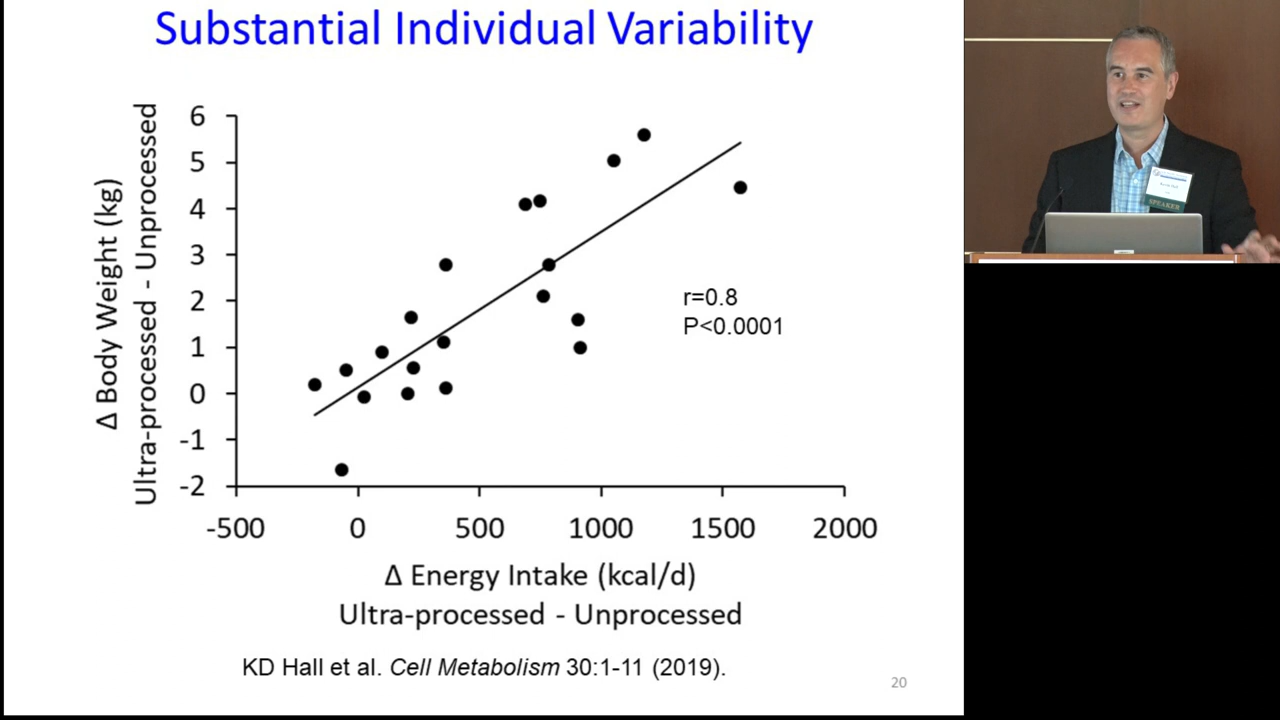 Substantial Individual Variability
Δ Body Weight (kg)
Ultra-processed - Unprocessed
6
5
4
3
2
1
0
-1
-2
r=0.8
P<0.0001
-500 0 500 1000 1500 2000
Δ Energy Intake (kcal/d)
Ultra-processed - Unprocessed
KD Hall et al. Cell Metabolism 30:1-11 (2019).
20
SPEAKER